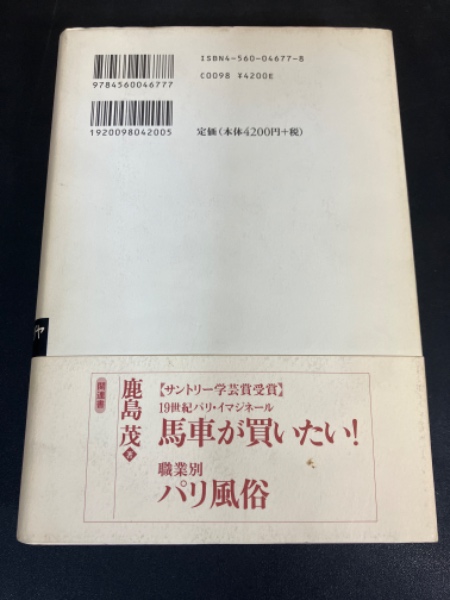 ISBN4-560-04677-8
9784560046777
C0098 ¥4200E
1920098042005
定価(本体4200円+税)
ヤ
【サントリー学芸賞受賞】
19世紀パリ・イマジネール
馬車が買いたい!
職業別
パリ風俗
鹿島 茂 著
関連書